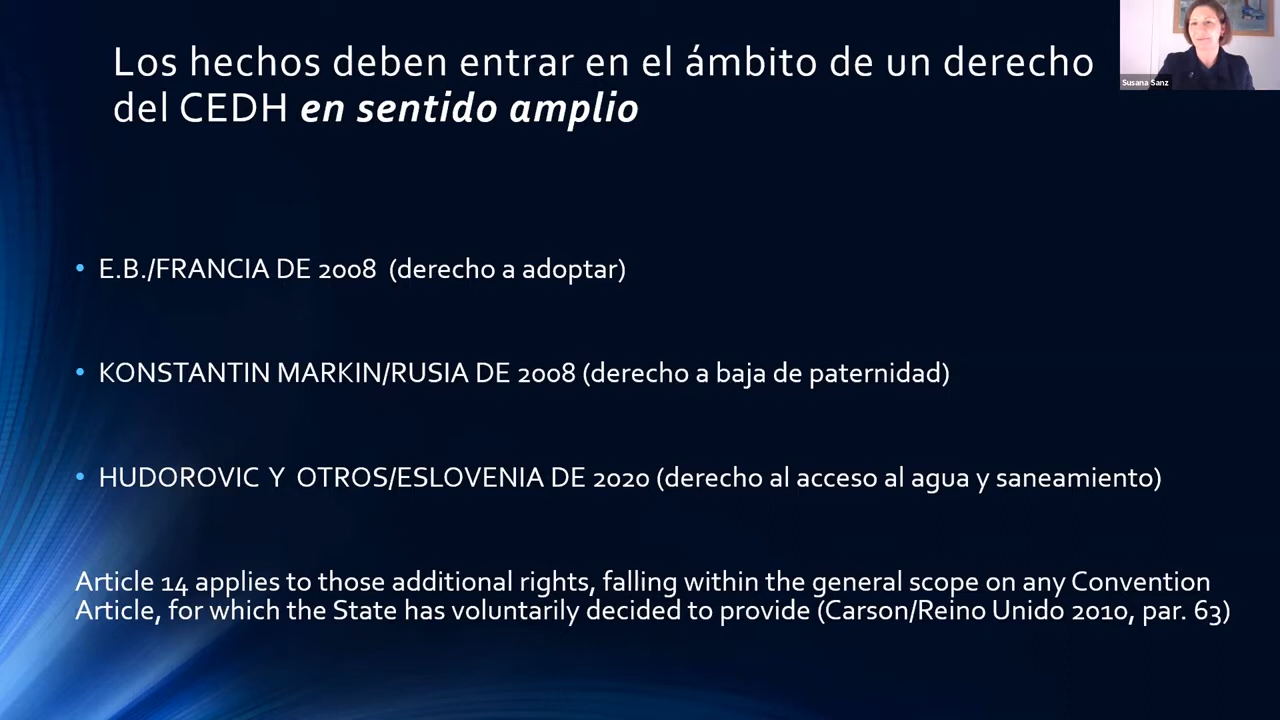 Los hechos deben entrar en el ámbito de un derecho
del CEDH en sentido amplio
Susana Sanz
• E.B./FRANCIA DE 2008 (derecho a adoptar)
• KONSTANTIN MARKIN/RUSIA DE 2008 (derecho a baja de paternidad)
• HUDOROVIC Y OTROS/ESLOVENIA DE 2020 (derecho al acceso al agua y saneamiento)
Article 14 applies to those additional rights, falling within the general scope on any Convention
Article, for which the State has voluntarily decided to provide (Carson/Reino Unido 2010, par. 63)